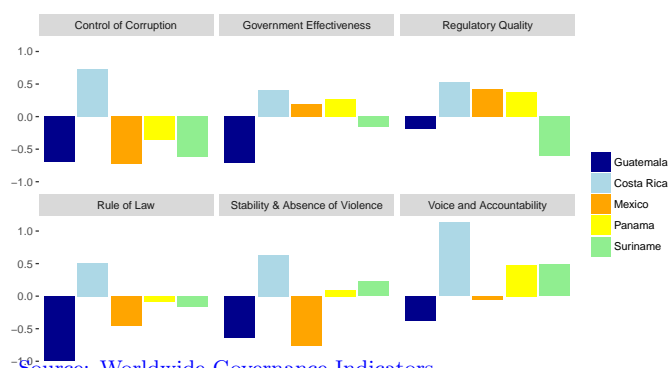 Control of Corruption Government Effectiveness Regulatory Quality
1.0
0.5
0.0
−0.5
−1.0
Rule of Law Stability & Absence of Violence Voice and Accountability
1.0
0.5
0.0
−0.5
−1.0
Guatemala
Costa Rica
Mexico
Panama
Suriname
Source: Worldwide Governance Indicators